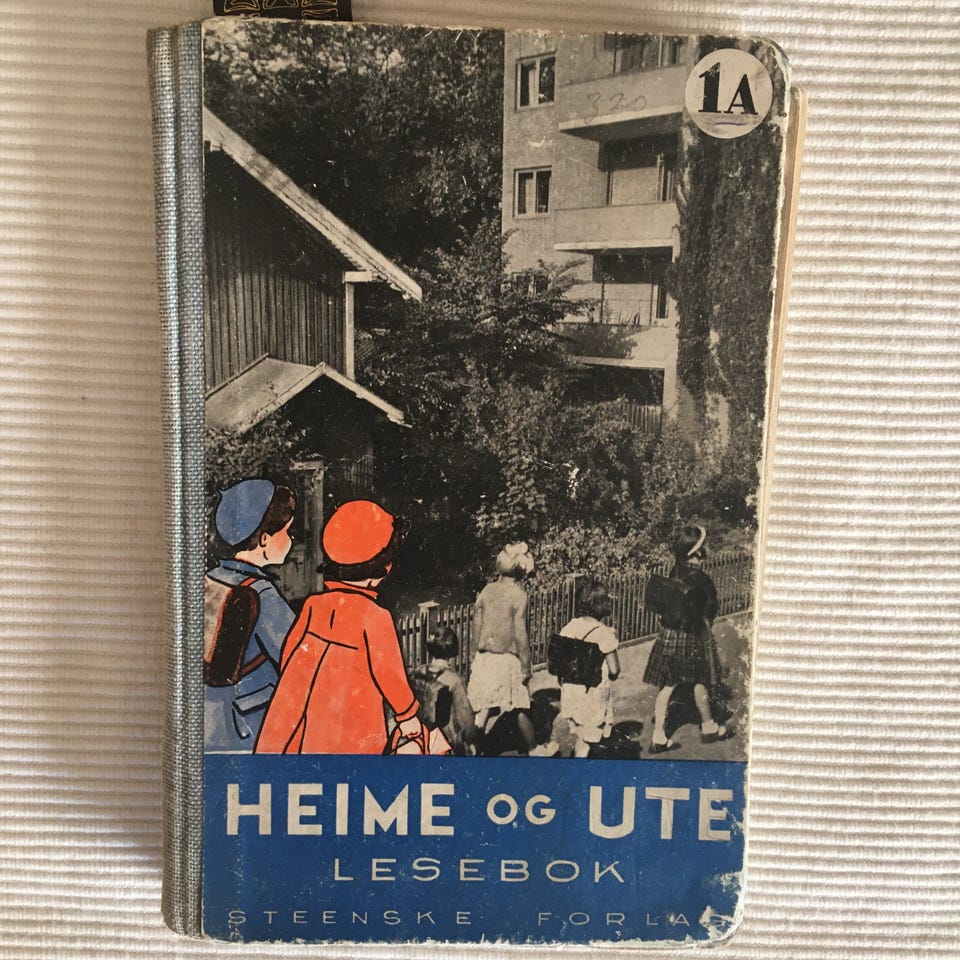 1A
320
HEIME OG UTE
LESEBOK
STEENSKE FORLAG